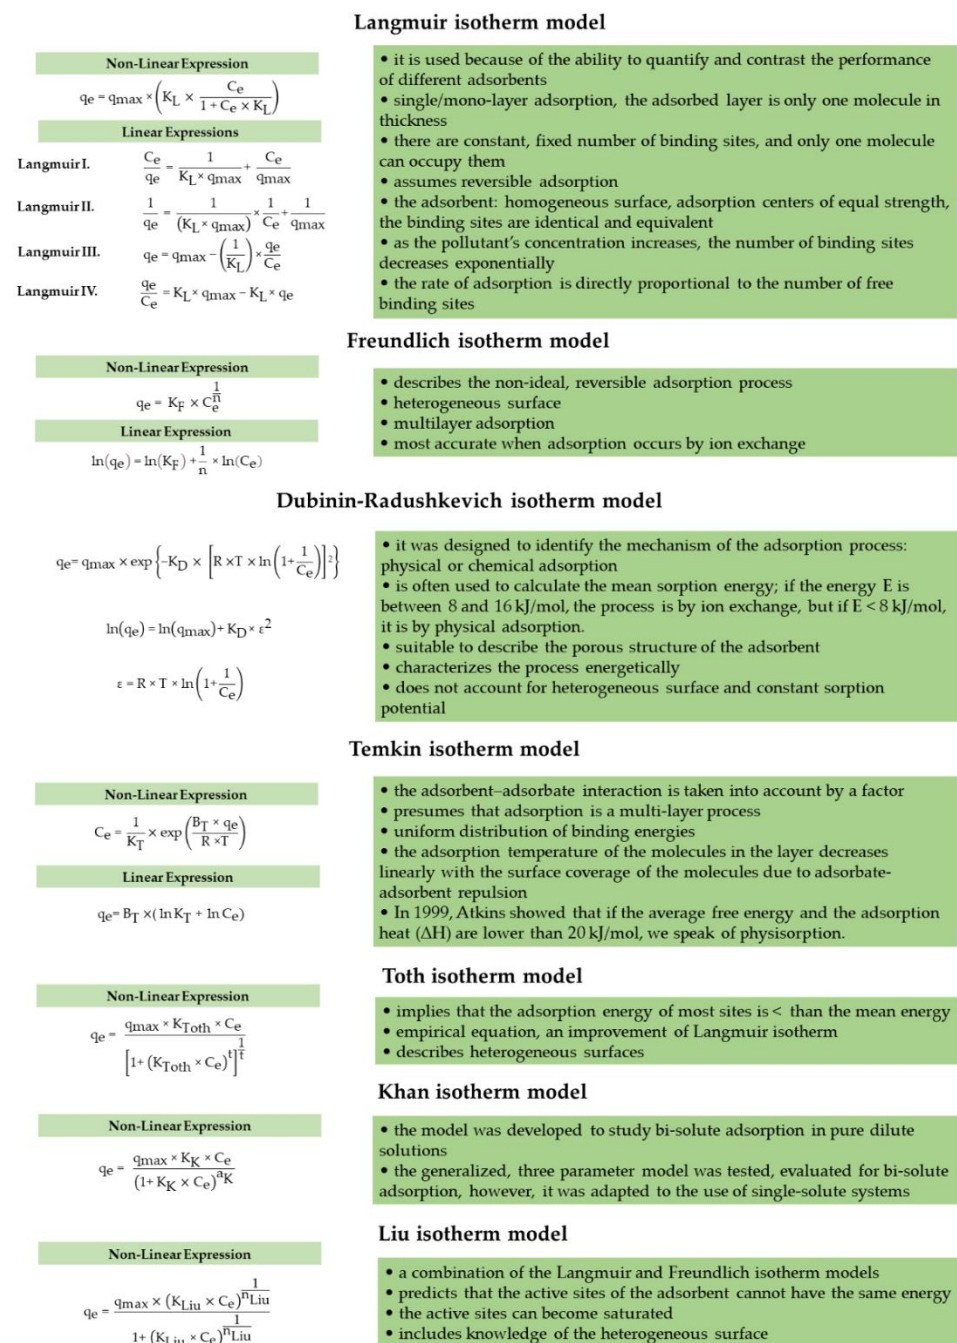 Langmuir isotherm model
Non-Linear Expression
qe = qmax × (KL × Ce / (1 + Ce × KL))
Linear Expressions
Langmuir I. Ce/qe = 1/(KL × qmax) + Ce/qmax
Langmuir II. 1/qe = 1/(KL × qmax) × 1/Ce + 1/qmax
Langmuir III. qe = qmax − (1/KL) × qe/Ce
Langmuir IV. qe/Ce = KL × qmax − KL × qe
• it is used because of the ability to quantify and contrast the performance
of different adsorbents
• single/mono-layer adsorption, the adsorbed layer is only one molecule in
thickness
• there are constant, fixed number of binding sites, and only one molecule
can occupy them
• assumes reversible adsorption
• the adsorbent: homogeneous surface, adsorption centers of equal strength,
the binding sites are identical and equivalent
• as the pollutant's concentration increases, the number of binding sites
decreases exponentially
• the rate of adsorption is directly proportional to the number of free
binding sites
Freundlich isotherm model
Non-Linear Expression
qe = KF × Ce^(1/n)
Linear Expression
ln(qe) = ln(KF) + 1/n × ln(Ce)
• describes the non-ideal, reversible adsorption process
• heterogeneous surface
• multilayer adsorption
• most accurate when adsorption occurs by ion exchange
Dubinin-Radushkevich isotherm model
qe = qmax × exp{−KD × [R × T × ln(1+1/Ce)]²}
ln(qe) = ln(qmax) + KD × ε²
ε = R × T × ln(1+1/Ce)
• it was designed to identify the mechanism of the adsorption process:
physical or chemical adsorption
• is often used to calculate the mean sorption energy; if the energy E is
between 8 and 16 kJ/mol, the process is by ion exchange, but if E < 8 kJ/mol,
it is by physical adsorption.
• suitable to describe the porous structure of the adsorbent
• characterizes the process energetically
• does not account for heterogeneous surface and constant sorption
potential
Temkin isotherm model
Non-Linear Expression
Ce = 1/KT × exp(BT × qe / (R × T))
Linear Expression
qe = BT × (ln KT + ln Ce)
• the adsorbent–adsorbate interaction is taken into account by a factor
• presumes that adsorption is a multi-layer process
• uniform distribution of binding energies
• the adsorption temperature of the molecules in the layer decreases
linearly with the surface coverage of the molecules due to adsorbate-
adsorbent repulsion
• In 1999, Atkins showed that if the average free energy and the adsorption
heat (ΔH) are lower than 20 kJ/mol, we speak of physisorption.
Toth isotherm model
Non-Linear Expression
qe = qmax × KToth × Ce / [1+ (KToth × Ce)^t]^(1/t)
• implies that the adsorption energy of most sites is < than the mean energy
• empirical equation, an improvement of Langmuir isotherm
• describes heterogeneous surfaces
Khan isotherm model
Non-Linear Expression
qe = qmax × KK × Ce / (1+ KK × Ce)^aK
• the model was developed to study bi-solute adsorption in pure dilute
solutions
• the generalized, three parameter model was tested, evaluated for bi-solute
adsorption, however, it was adapted to the use of single-solute systems
Liu isotherm model
Non-Linear Expression
qe = qmax × (KLiu × Ce)^(1/nLiu) / 1+ (KLiu × Ce)^(1/nLiu)
• a combination of the Langmuir and Freundlich isotherm models
• predicts that the active sites of the adsorbent cannot have the same energy
• the active sites can become saturated
• includes knowledge of the heterogeneous surface